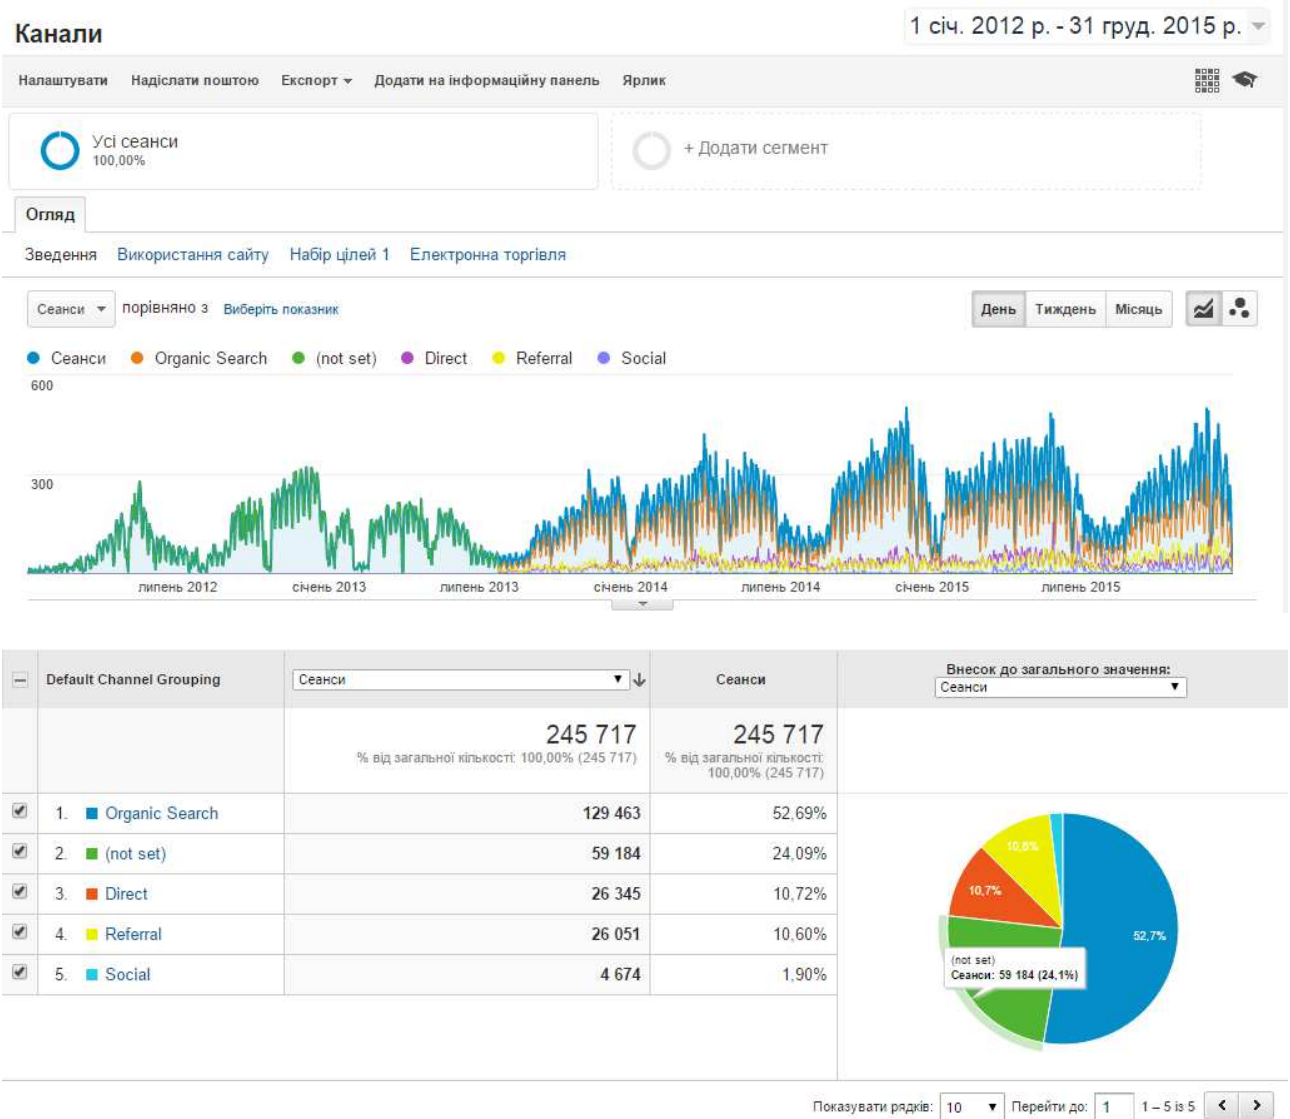 Канали
1 січ. 2012 р. - 31 груд. 2015 р.
Налаштувати Надіслати поштою Експорт Додати на інформаційну панель Ярлик
Усі сеанси
100,00%
+ Додати сегмент
Огляд
Зведення Використання сайту Набір цілей 1 Електронна торгівля
Сеанси порівняно з Виберіть показник
День Тиждень Місяць
Сеанси Organic Search (not set) Direct Referral Social
600
300
липень 2012 січень 2013 липень 2013 січень 2014 липень 2014 січень 2015 липень 2015
Default Channel Grouping Сеанси Сеанси Внесок до загального значення:
Сеанси
245 717 245 717
% від загальної кількості: 100,00% (245 717) % від загальної кількості:
100,00% (245 717)
1. Organic Search 129 463 52,69%
2. (not set) 59 184 24,09%
3. Direct 26 345 10,72%
4. Referral 26 051 10,60%
5. Social 4 674 1,90%
10,6%
10,7%
52,7%
(not set)
Сеанси: 59 184 (24,1%)
Показувати рядків: 10 Перейти до: 1 1 – 5 із 5